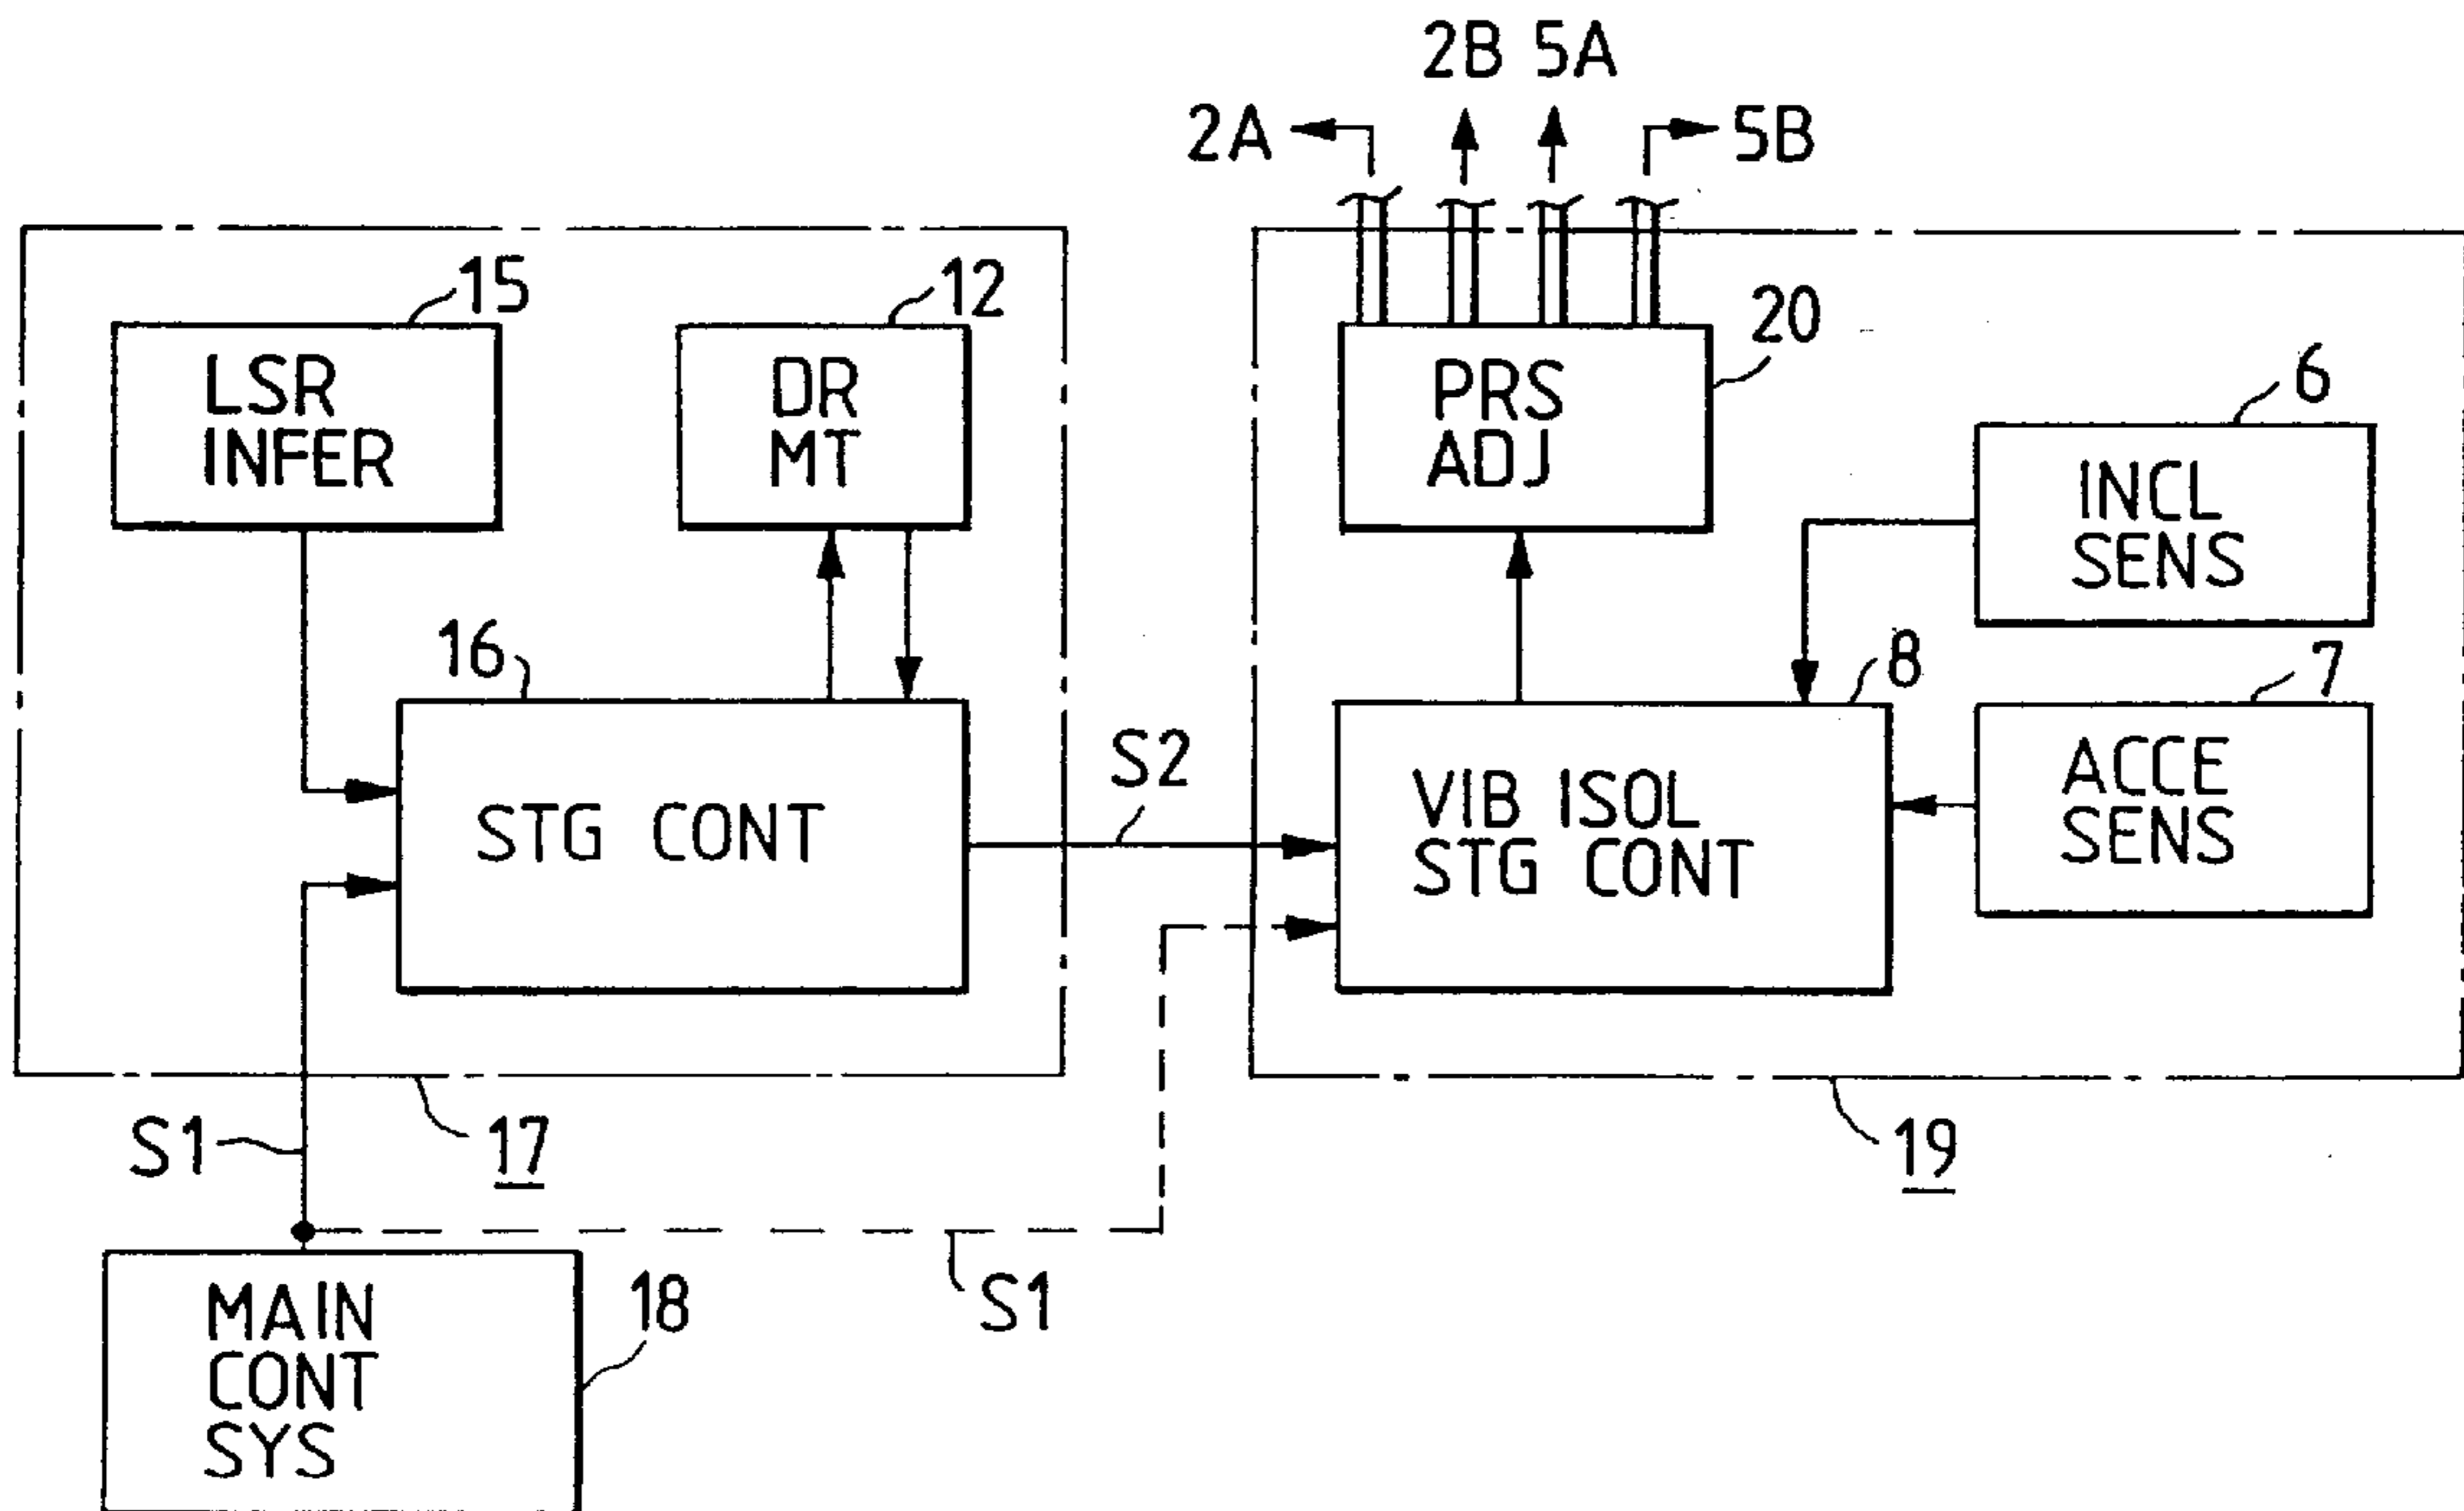 2B 5A
2A
5B
15
12
LSR
INFER
DR
MT
PRS
ADJ
20
6
INCL
SENS
16
8
7
STG CONT
S2
VIB ISOL
STG CONT
ACCE
SENS
S1
17
19
S1
18
MAIN
CONT
SYS